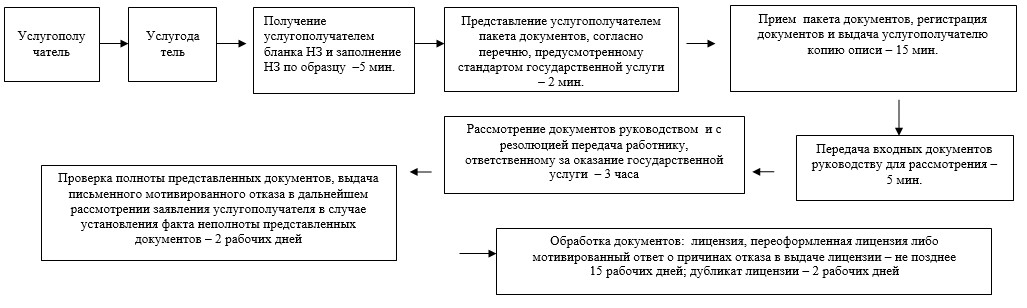 Услугополу
чатель
Услугода
тель
Получение
услугополучателем
бланка НЗ и заполнение
НЗ по образцу –5 мин.
Представление услугополучателем
пакета документов, согласно
перечню, предусмотренному
стандартом государственной услуги
– 2 мин.
Прием пакета документов, регистрация
документов и выдача услугополучателю
копию описи – 15 мин.
Передача входных документов
руководству для рассмотрения –
5 мин.
Рассмотрение документов руководством и с
резолюцией передача работнику,
ответственному за оказание государственной
услуги – 3 часа
Проверка полноты представленных документов, выдача
письменного мотивированного отказа в дальнейшем
рассмотрении заявления услугополучателя в случае
установления факта неполноты представленных
документов – 2 рабочих дней
Обработка документов: лицензия, переоформленная лицензия либо
мотивированный ответ о причинах отказа в выдаче лицензии – не позднее
15 рабочих дней; дубликат лицензии – 2 рабочих дней